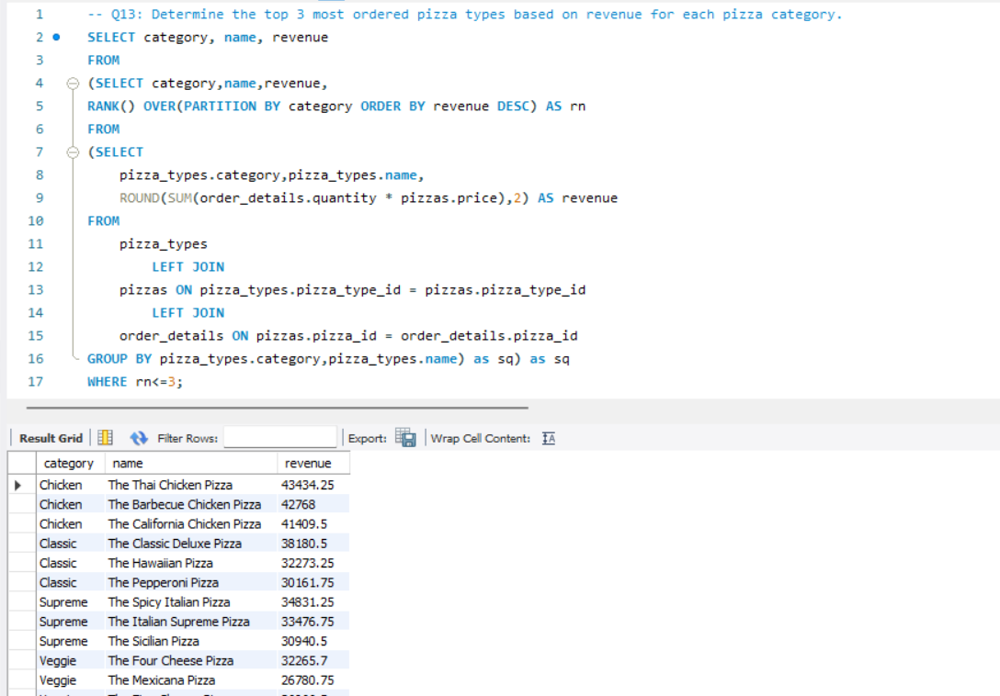 1 -- Q13: Determine the top 3 most ordered pizza types based on revenue for each pizza category.
2 SELECT category, name, revenue
3 FROM
4 (SELECT category,name,revenue,
5 RANK() OVER(PARTITION BY category ORDER BY revenue DESC) AS rn
6 FROM
7 (SELECT
8 pizza_types.category,pizza_types.name,
9 ROUND(SUM(order_details.quantity * pizzas.price),2) AS revenue
10 FROM
11 pizza_types
12 LEFT JOIN
13 pizzas ON pizza_types.pizza_type_id = pizzas.pizza_type_id
14 LEFT JOIN
15 order_details ON pizzas.pizza_id = order_details.pizza_id
16 GROUP BY pizza_types.category,pizza_types.name) as sq) as sq
17 WHERE rn<=3;
Result Grid Filter Rows: Export: Wrap Cell Content:
category name revenue
Chicken The Thai Chicken Pizza 43434.25
Chicken The Barbecue Chicken Pizza 42768
Chicken The California Chicken Pizza 41409.5
Classic The Classic Deluxe Pizza 38180.5
Classic The Hawaiian Pizza 32273.25
Classic The Pepperoni Pizza 30161.75
Supreme The Spicy Italian Pizza 34831.25
Supreme The Italian Supreme Pizza 33476.75
Supreme The Sicilian Pizza 30940.5
Veggie The Four Cheese Pizza 32265.7
Veggie The Mexicana Pizza 26780.75